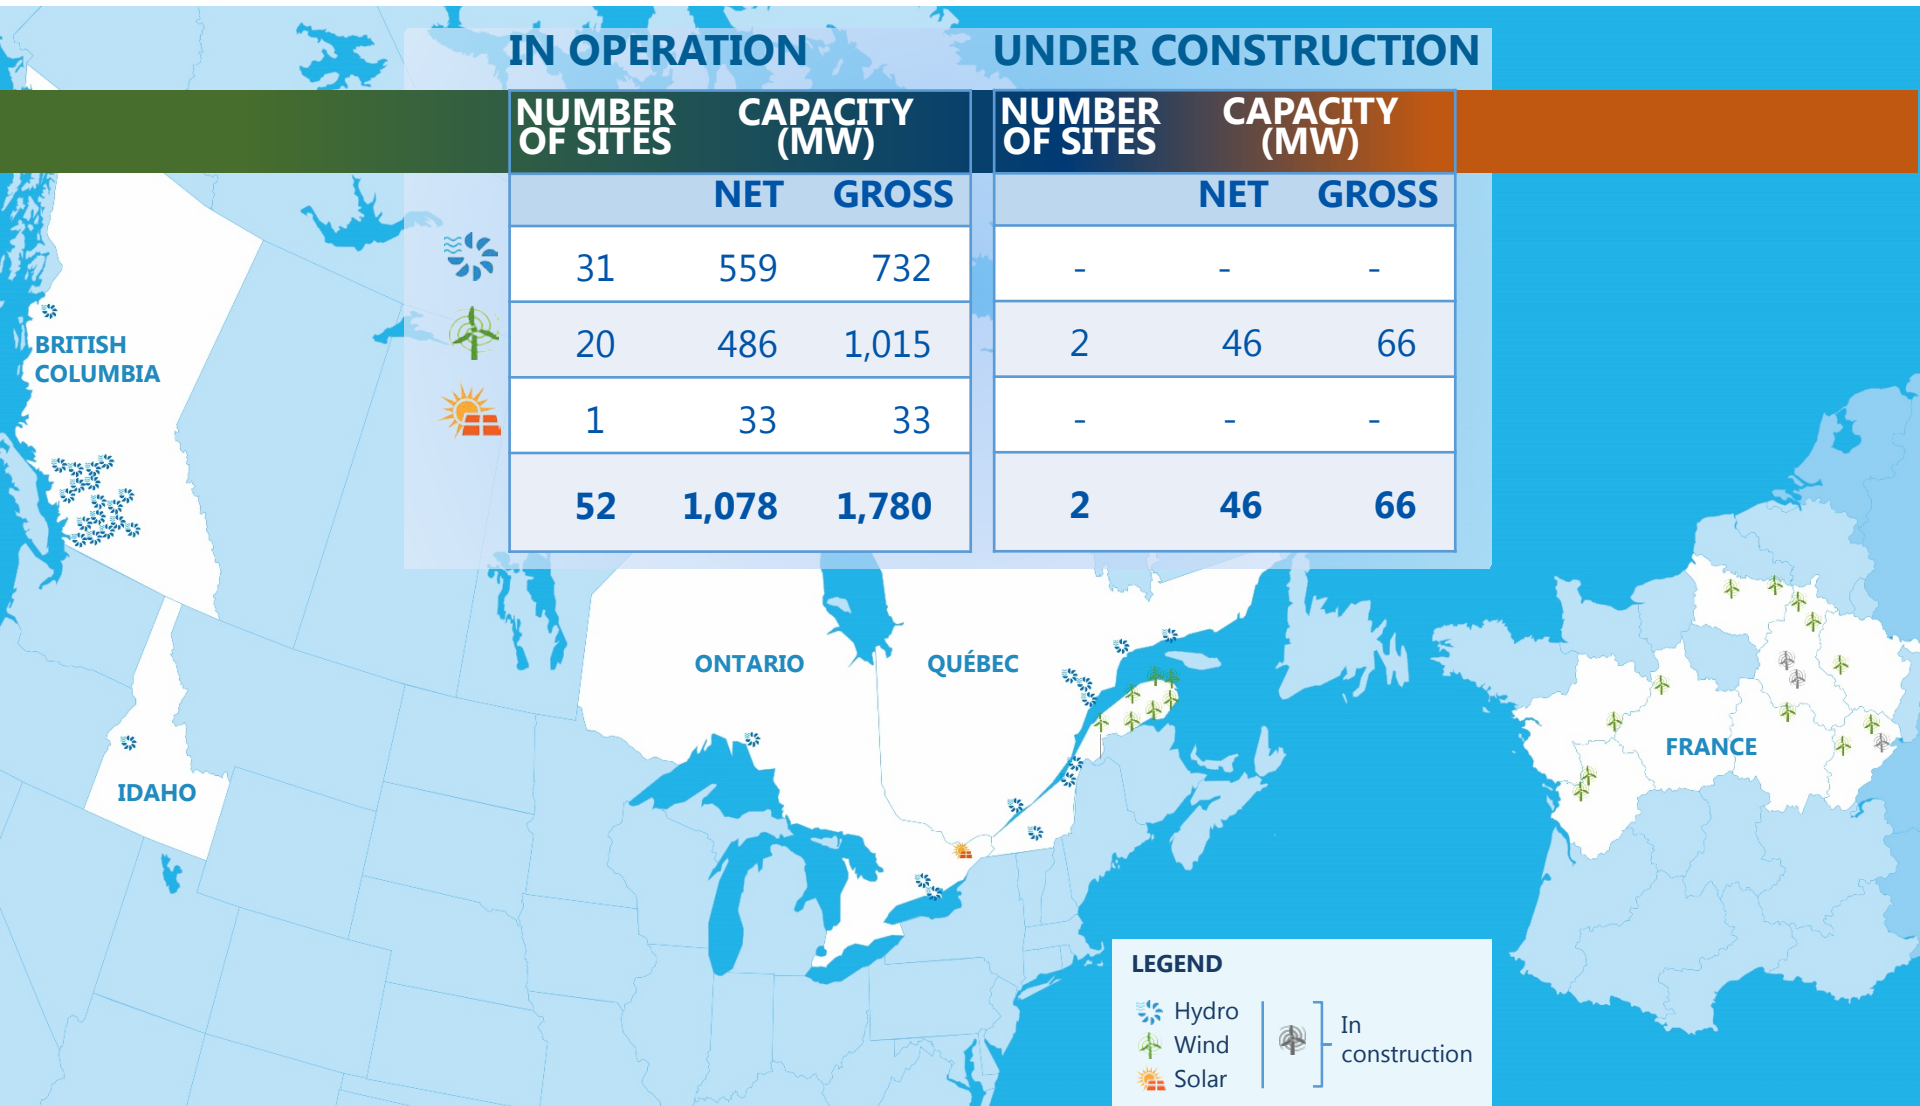 IN OPERATION
UNDER CONSTRUCTION
NUMBER OF SITES
CAPACITY (MW)
NUMBER OF SITES
CAPACITY (MW)
NET GROSS
NET GROSS
31 559 732
- - -
20 486 1,015
2 46 66
1 33 33
- - -
52 1,078 1,780
2 46 66
BRITISH
COLUMBIA
ONTARIO
QUÉBEC
FRANCE
IDAHO
LEGEND
Hydro
Wind
Solar
In
construction